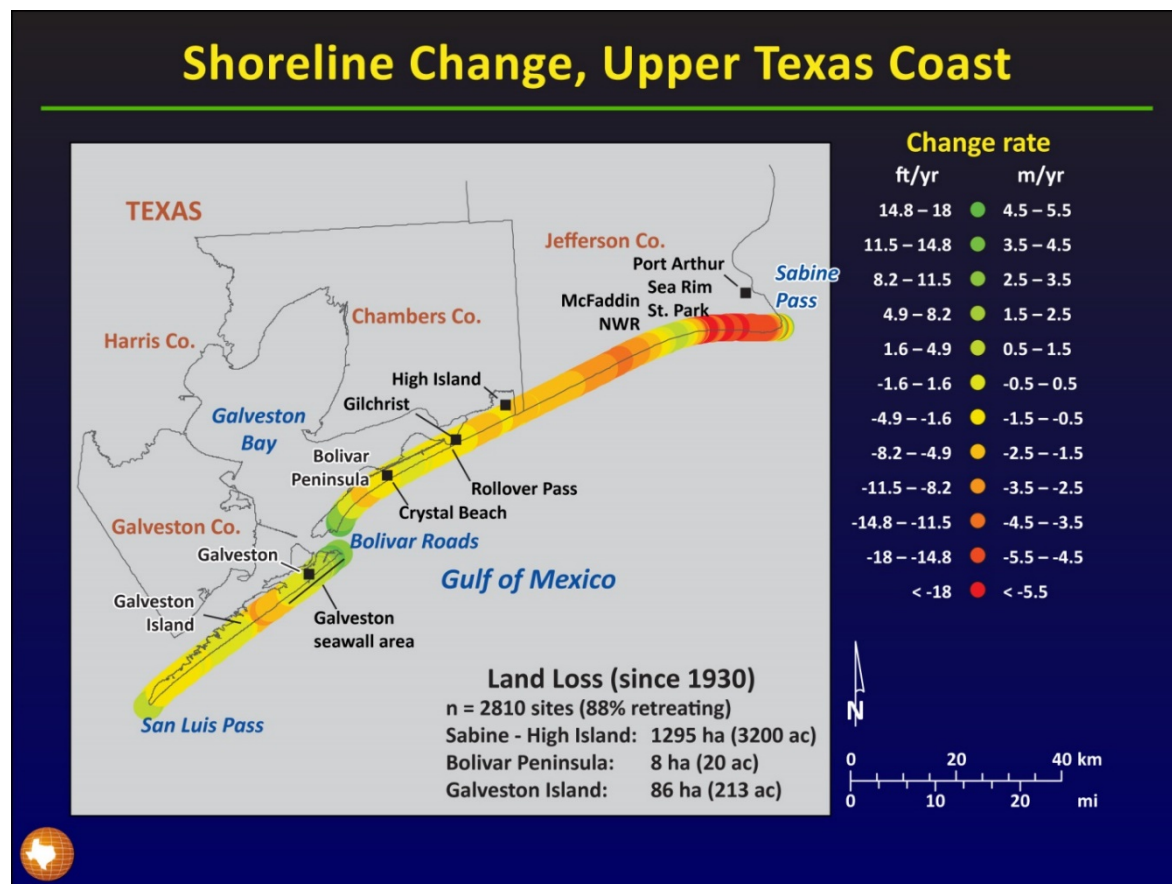 Shoreline Change, Upper Texas Coast
TEXAS
Jefferson Co.
Port Arthur
Sabine
Pass
Sea Rim
St. Park
McFaddin
NWR
Chambers Co.
Harris Co.
High Island
Gilchrist
Galveston
Bay
Bolivar
Peninsula
Rollover Pass
Crystal Beach
Galveston Co.
Bolivar Roads
Galveston
Gulf of Mexico
Galveston
Island
Galveston
seawall area
San Luis Pass
Land Loss (since 1930)
n = 2810 sites (88% retreating)
Sabine - High Island: 1295 ha (3200 ac)
Bolivar Peninsula: 8 ha (20 ac)
Galveston Island: 86 ha (213 ac)
Change rate
ft/yr m/yr
14.8 – 18 4.5 – 5.5
11.5 – 14.8 3.5 – 4.5
8.2 – 11.5 2.5 – 3.5
4.9 – 8.2 1.5 – 2.5
1.6 – 4.9 0.5 – 1.5
-1.6 – 1.6 -0.5 – 0.5
-4.9 – -1.6 -1.5 – -0.5
-8.2 – -4.9 -2.5 – -1.5
-11.5 – -8.2 -3.5 – -2.5
-14.8 – -11.5 -4.5 – -3.5
-18 – -14.8 -5.5 – -4.5
< -18 < -5.5
N
0 20 40 km
0 10 20 mi